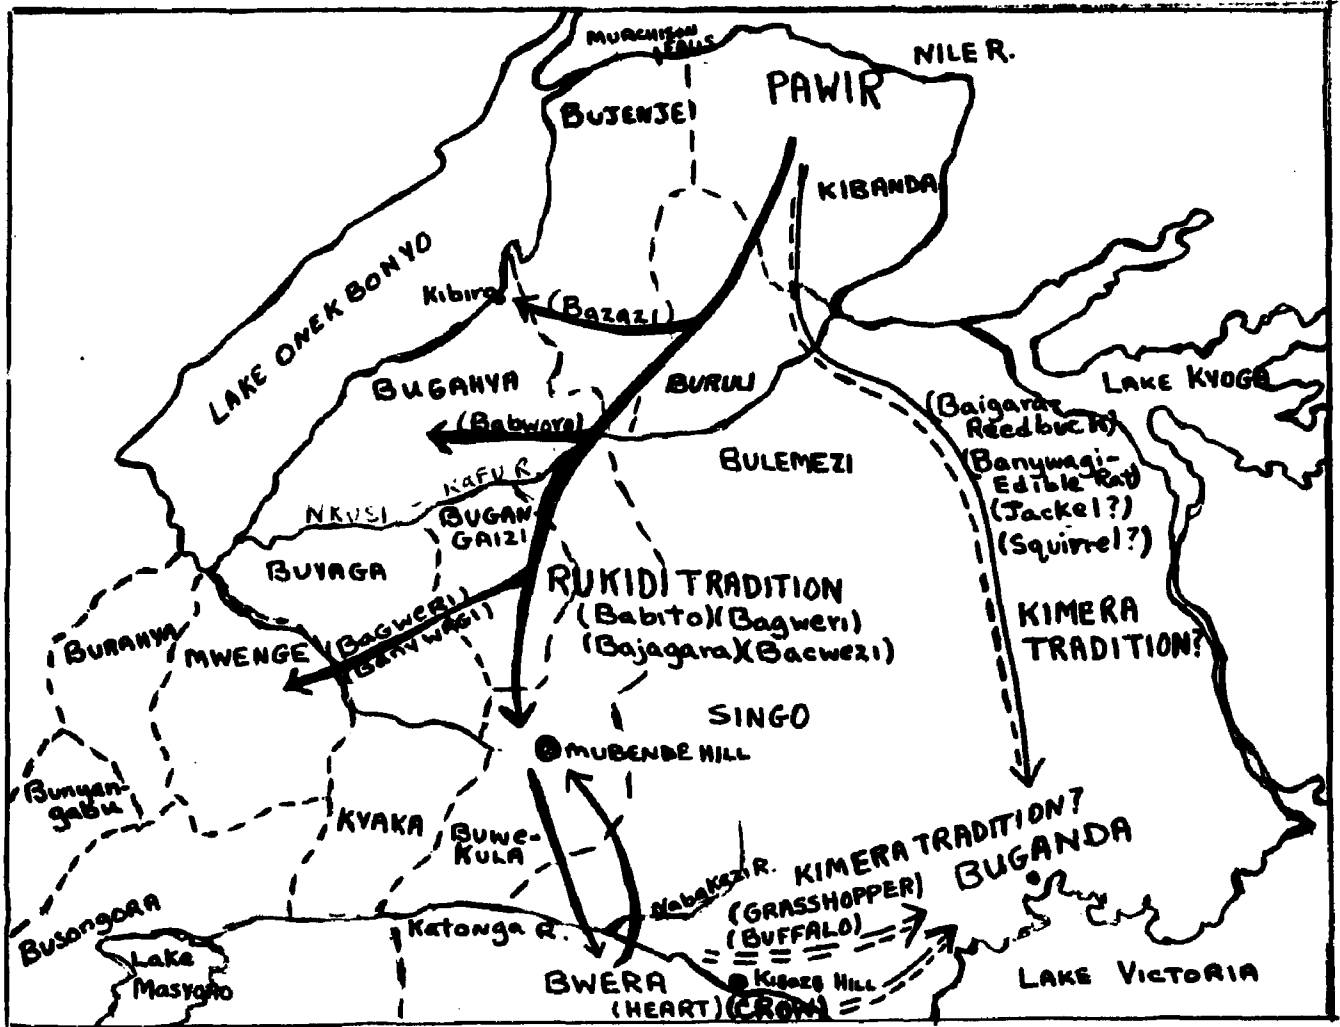 MURCHISON
FALLS
NILE R.
PAWIR
BUJENJE
KIBANDA
LAKE ONEKBONYO
Kibiro
(Bazazi)
BUGAHYA
BURULI
LAKE KYOGA
(Babworo)
(Baigara-
Reedbuck)
BULEMEZI
(Banywagi-
Edible Rat)
KAFU R.
NKUSI
BUGAN-
GAIZI
(Jackel?)
(Squirrel?)
BUYAGA
RUKIDI TRADITION
(Babito)(Bagweri)
(Bajagara)(Bacwezi)
KIMERA
TRADITION?
BURAHYA
MWENGE
(BAGWERI)
(BANYWAGI)
SINGO
MUBENDE HILL
Bunyan-
gabu
KYAKA
BUWE-
KULA
KIMERA TRADITION?
BUGANDA
Nabakazi R.
(GRASSHOPPER)
(BUFFALO)
Busongora
Katonga R.
Lake
Masyoro
BWERA
(HEART)
KIBOZE HILL
(CROW)
LAKE VICTORIA